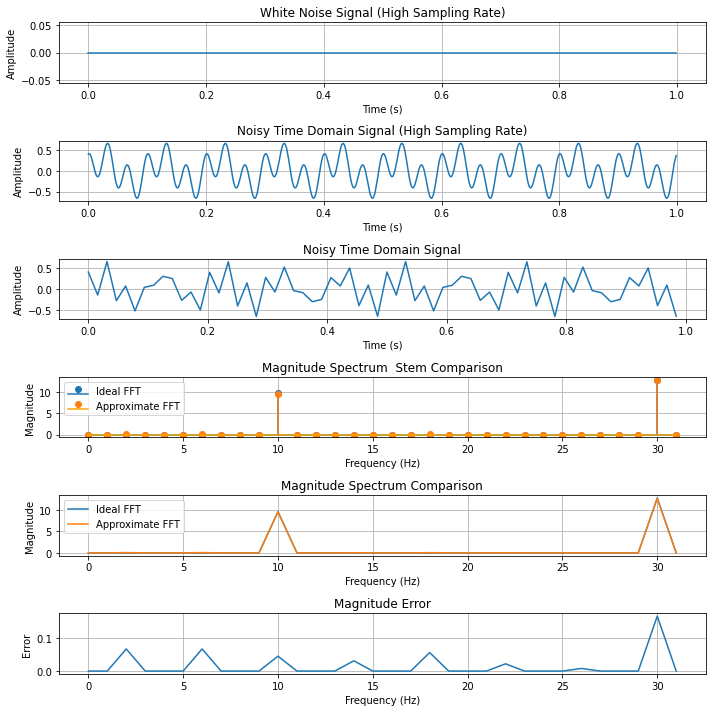 White Noise Signal (High Sampling Rate)
0.05
0.00
−0.05
Amplitude
0.0 0.2 0.4 0.6 0.8 1.0
Time (s)
Noisy Time Domain Signal (High Sampling Rate)
0.5
0.0
−0.5
Amplitude
0.0 0.2 0.4 0.6 0.8 1.0
Time (s)
Noisy Time Domain Signal
0.5
0.0
−0.5
Amplitude
0.0 0.2 0.4 0.6 0.8 1.0
Time (s)
Magnitude Spectrum  Stem Comparison
Ideal FFT
Approximate FFT
10
5
0
Magnitude
0 5 10 15 20 25 30
Frequency (Hz)
Magnitude Spectrum Comparison
Ideal FFT
Approximate FFT
10
5
0
Magnitude
0 5 10 15 20 25 30
Frequency (Hz)
Magnitude Error
0.1
0.0
Error
0 5 10 15 20 25 30
Frequency (Hz)